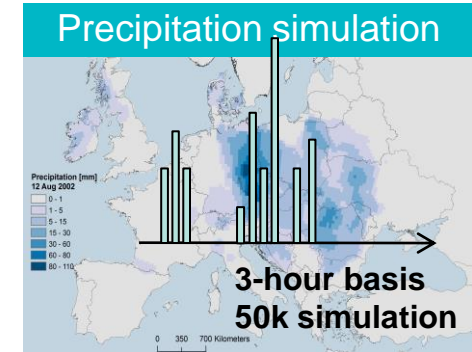 Precipitation simulation
Precipitation [mm]
12 Aug 2002
0 - 1
1 - 5
5 - 15
15 - 30
30 - 60
60 - 80
80 - 110
3-hour basis
50k simulation
0 350 700 Kilometers